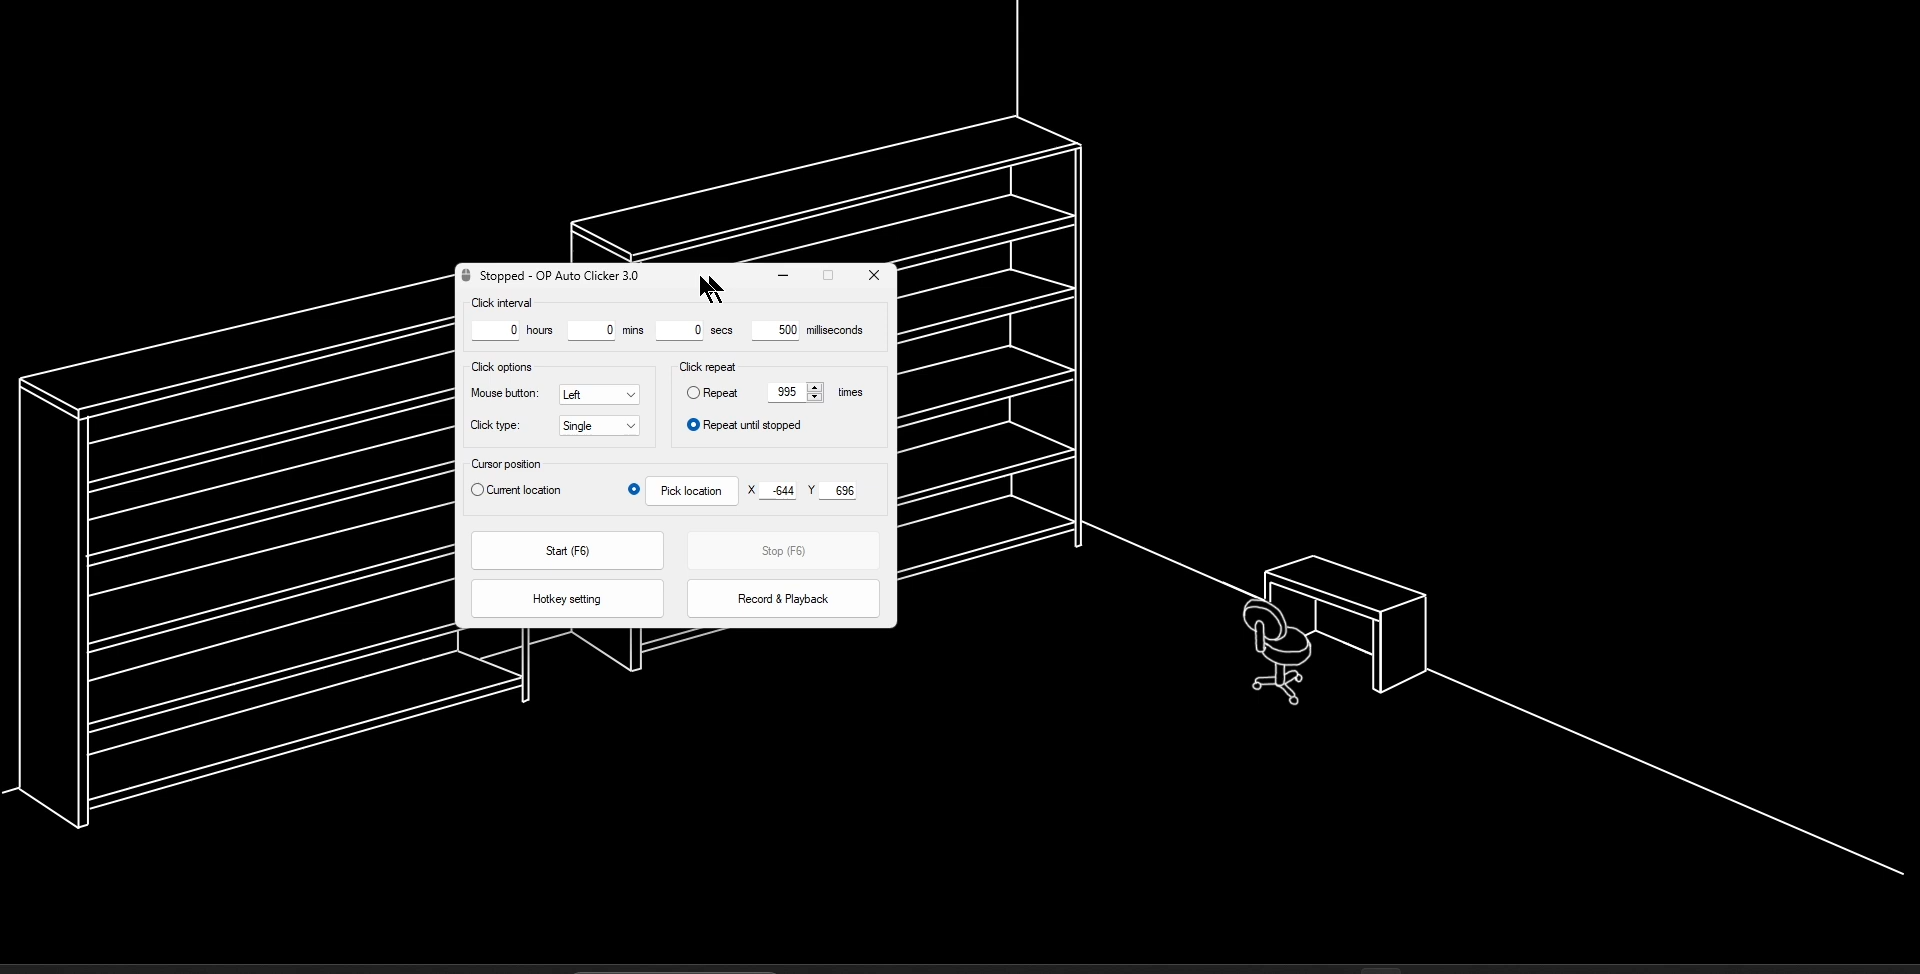 Stopped - OP Auto Clicker 3.0
Click interval
0 hours 0 mins 0 secs 500 milliseconds
Click options
Mouse button: Left
Click type: Single
Click repeat
Repeat 995 times
Repeat until stopped
Cursor position
Current location Pick location X -644 Y 696
Start (F6) Stop (F6)
Hotkey setting Record & Playback